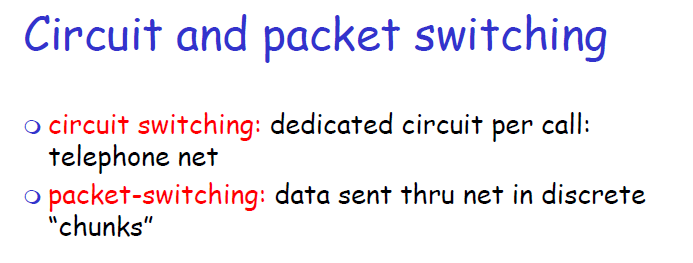 Circuit and packet switching
circuit switching: dedicated circuit per call:
telephone net
packet-switching: data sent thru net in discrete
“chunks”